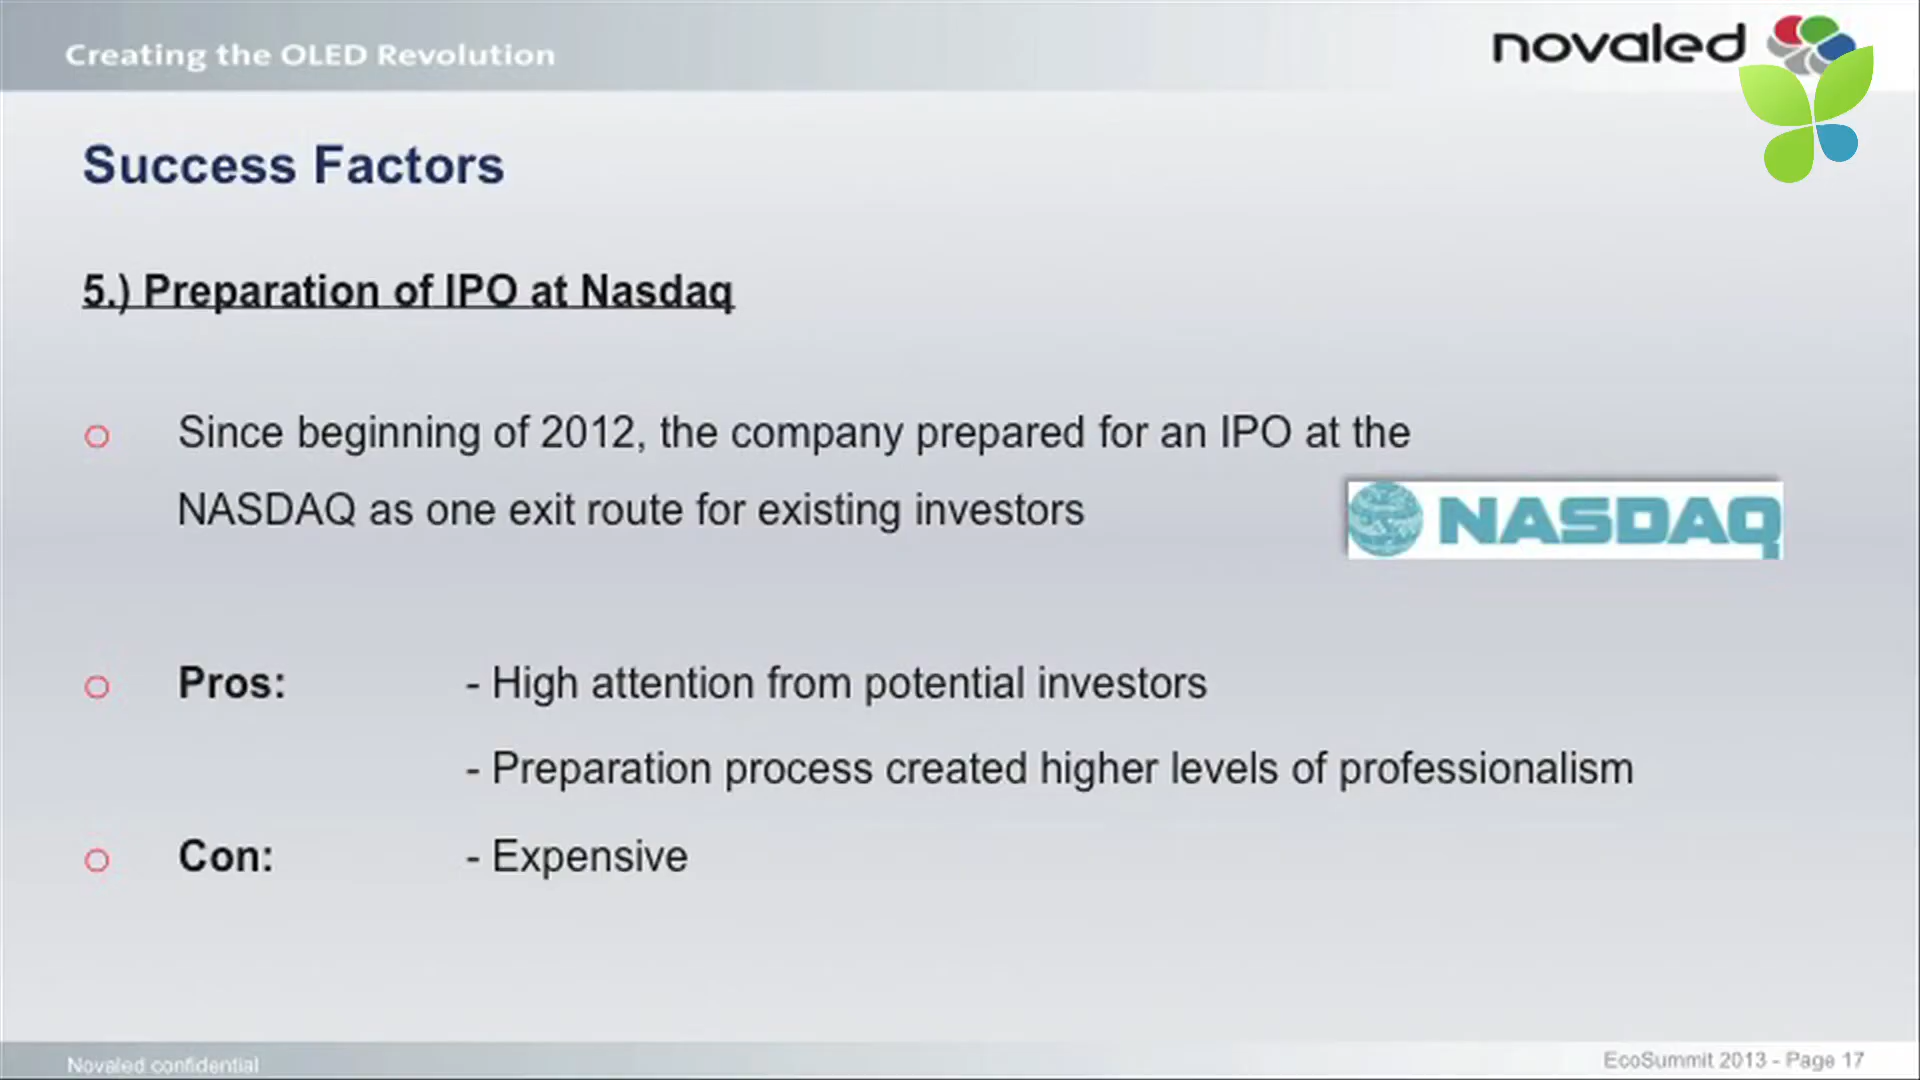 Creating the OLED Revolution
novaled
Success Factors
5.) Preparation of IPO at Nasdaq
Since beginning of 2012, the company prepared for an IPO at the
NASDAQ as one exit route for existing investors
NASDAQ
Pros: - High attention from potential investors
- Preparation process created higher levels of professionalism
Con: - Expensive
Novaled confidential
EcoSummit 2013 - Page 17